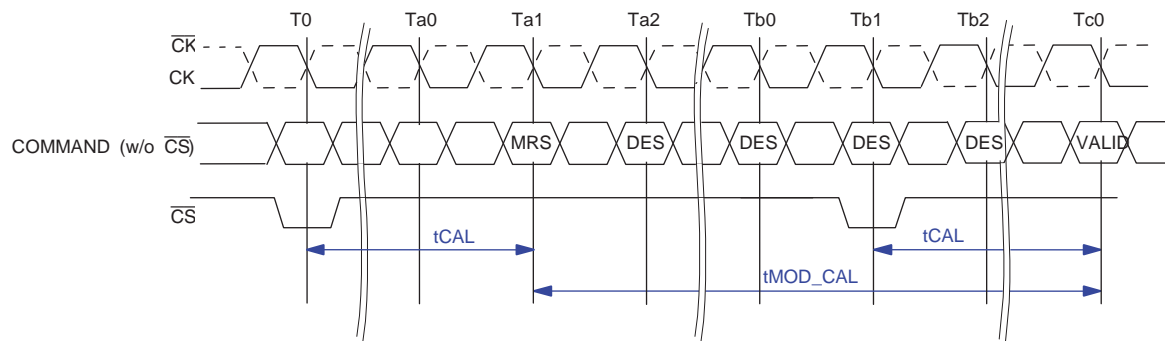 T0 Ta0 Ta1 Ta2 Tb0 Tb1 Tb2 Tc0
CK
CK
COMMAND (w/o CS)
MRS DES DES DES DES VALID
CS
tCAL tCAL
tMOD_CAL